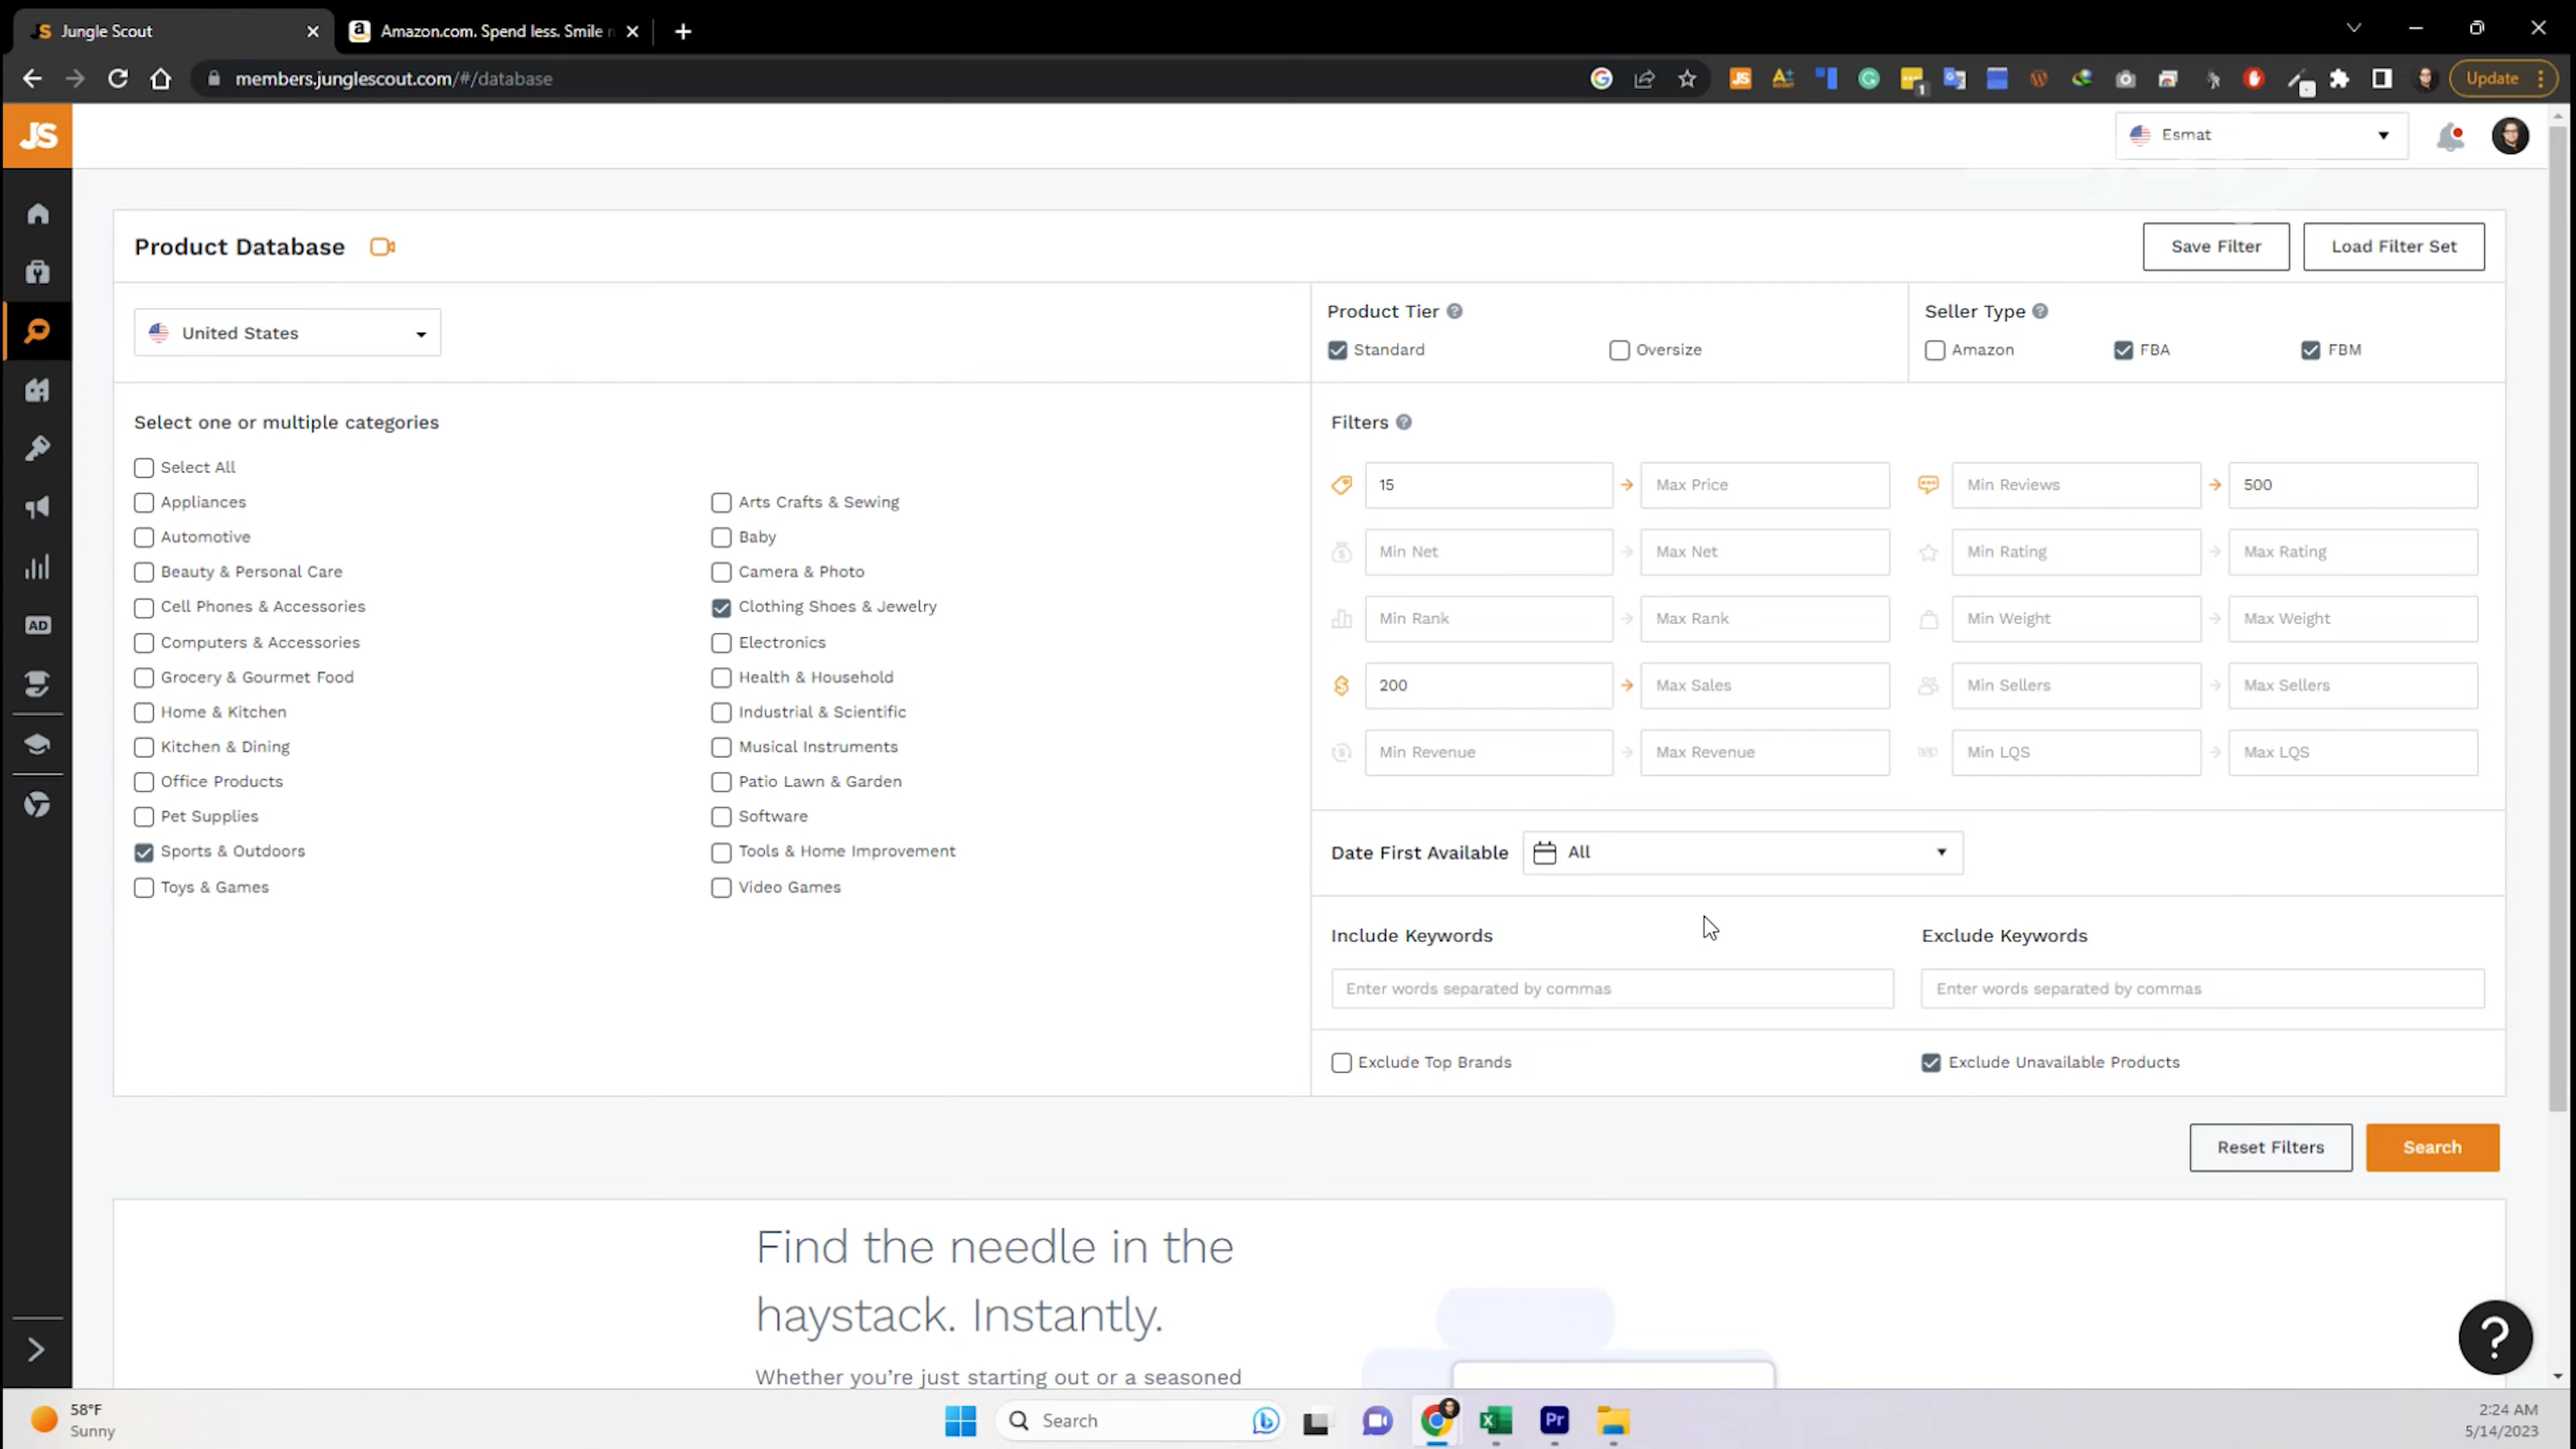 Jungle Scout
Amazon.com. Spend less. Smile
members.junglescout.com/#/database
1
Update
JS
Esmat
Product Database
Save Filter
Load Filter Set
United States
Product Tier
Standard
Oversize
Seller Type
Amazon
FBA
FBM
Select one or multiple categories
Select All
Appliances
Arts Crafts & Sewing
Automotive
Baby
Beauty & Personal Care
Camera & Photo
Cell Phones & Accessories
Clothing Shoes & Jewelry
Computers & Accessories
Electronics
Grocery & Gourmet Food
Health & Household
Home & Kitchen
Industrial & Scientific
Kitchen & Dining
Musical Instruments
Office Products
Patio Lawn & Garden
Pet Supplies
Software
Sports & Outdoors
Tools & Home Improvement
Toys & Games
Video Games
AD
Filters
15
Max Price
Min Reviews
500
Min Net
Max Net
Min Rating
Max Rating
Min Rank
Max Rank
Min Weight
Max Weight
200
Max Sales
Min Sellers
Max Sellers
Min Revenue
Max Revenue
Min LQS
Max LQS
Date First Available
All
Include Keywords
Exclude Keywords
Enter words separated by commas
Enter words separated by commas
Exclude Top Brands
Exclude Unavailable Products
Reset Filters
Search
Find the needle in the
haystack. Instantly.
Whether you're just starting out or a seasoned
58°F
Sunny
Search
Pr
2:24 AM
5/14/2023